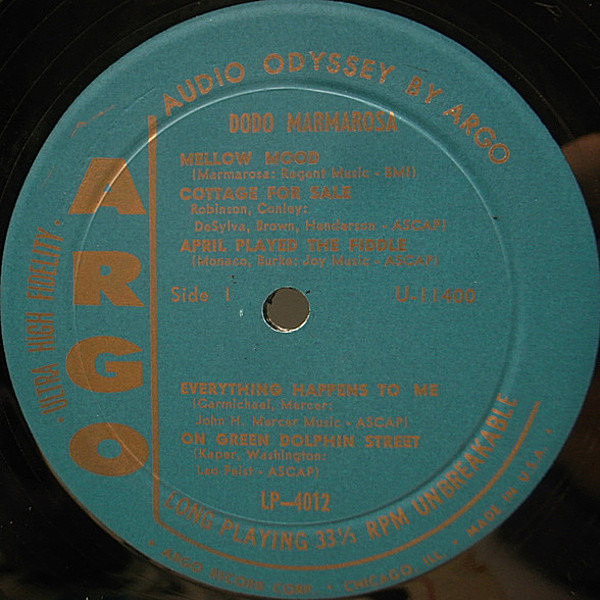 AUDIO ODYSSEY BY ARGO
DODO MARMAROSA
ARGO
• ULTRA HIGH FIDELITY •
MELLOW MOOD
(Marmarosa: Regent Music - BMI)
COTTAGE FOR SALE
Robinson, Conley:
DeSylva, Brown, Henderson - ASCAP)
APRIL PLAYED THE FIDDLE
(Monaco, Burke: Joy Music - ASCAP)
Side 1
U-11400
EVERYTHING HAPPENS TO ME
(Carmichael, Mercer:
John H. Mercer Music - ASCAP)
ON GREEN DOLPHIN STREET
(Kaper, Washington:
Leo Feist - ASCAP)
LP—4012
LONG PLAYING 33⅓ RPM UNBREAKABLE
• ARGO RECORD CORP. • CHICAGO, ILL. • MADE IN U.S.A. •